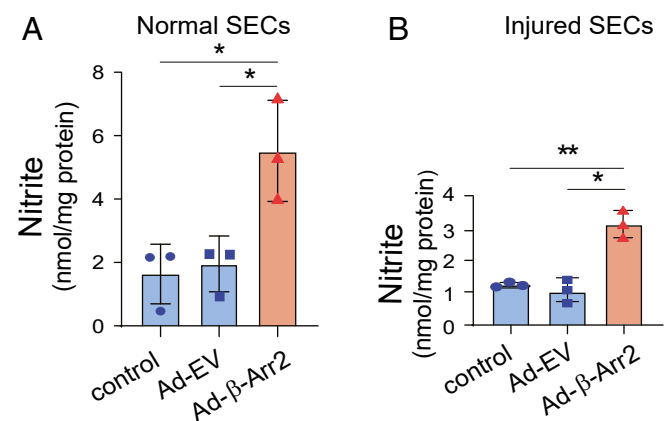 A Normal SECs
*
*
Nitrite
(nmol/mg protein)
8
6
4
2
0
control
Ad-EV
Ad-β-Arr2
B Injured SECs
**
*
Nitrite
(nmol/mg protein)
4
3
2
1
0
control
Ad-EV
Ad-β-Arr2